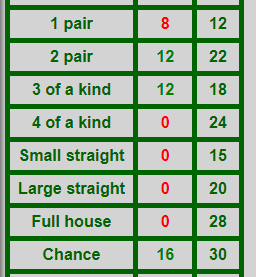 1 pair 8 12
2 pair 12 22
3 of a kind 12 18
4 of a kind 0 24
Small straight 0 15
Large straight 0 20
Full house 0 28
Chance 16 30